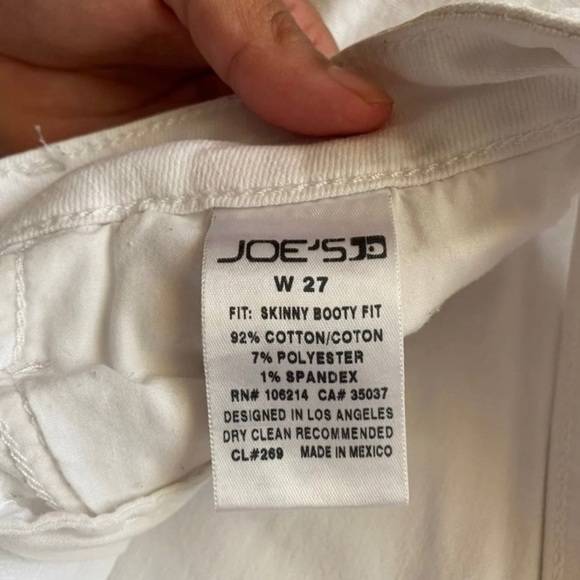 JOE'S JD
W 27
FIT: SKINNY BOOTY FIT
92% COTTON/COTON
7% POLYESTER
1% SPANDEX
RN# 106214 CA# 35037
DESIGNED IN LOS ANGELES
DRY CLEAN RECOMMENDED
CL#269 MADE IN MEXICO